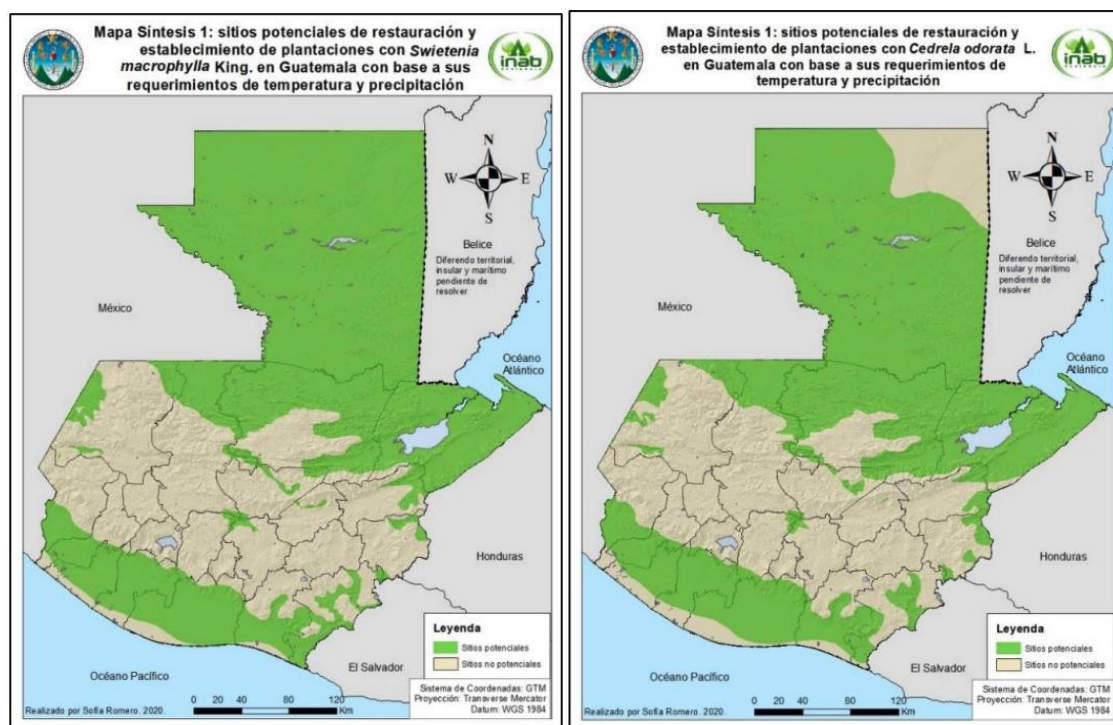 Mapa Síntesis 1: sitios potenciales de restauración y
establecimiento de plantaciones con Swietenia
macrophylla King. en Guatemala con base a sus
requerimientos de temperatura y precipitación
inab
N
W E
S
Belice
Diferendo territorial,
insular y marítimo
pendiente de
resolver
México
Océano
Atlántico
Honduras
Leyenda
Sitios potenciales
Sitios no potenciales
El Salvador
Océano Pacífico
Sistema de Coordenadas: GTM
Proyección: Transverse Mercator
Datum: WGS 1984
0 20 40 80 120
Km
Realizado por Sofía Romero. 2020.
Mapa Síntesis 1: sitios potenciales de restauración y
establecimiento de plantaciones con Cedrela odorata L.
en Guatemala con base a sus requerimientos de
temperatura y precipitación
inab
N
W E
S
Belice
Diferendo territorial,
insular y marítimo
pendiente de
resolver
México
Océano
Atlántico
Honduras
Leyenda
Sitios potenciales
Sitios no potenciales
El Salvador
Océano Pacífico
Sistema de Coordenadas: GTM
Proyección: Transverse Mercator
Datum: WGS 1984
0 20 40 80 120
Km
Realizado por Sofía Romero. 2020.